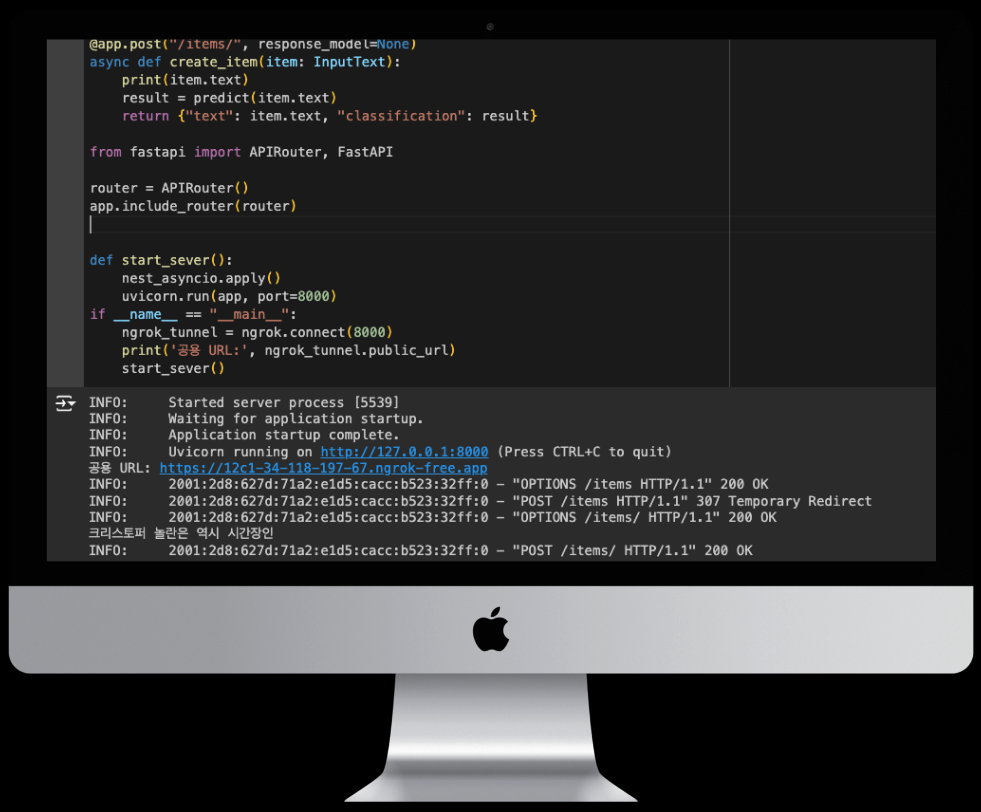 @app.post("/items/", response_model=None)
async def create_item(item: InputText):
print(item.text)
result = predict(item.text)
return {"text": item.text, "classification": result}
from fastapi import APIRouter, FastAPI
router = APIRouter()
app.include_router(router)
def start_sever():
nest_asyncio.apply()
uvicorn.run(app, port=8000)
if __name__ == "__main__":
ngrok_tunnel = ngrok.connect(8000)
print('공용 URL:', ngrok_tunnel.public_url)
start_sever()
INFO: Started server process [5539]
INFO: Waiting for application startup.
INFO: Application startup complete.
INFO: Uvicorn running on http://127.0.0.1:8000 (Press CTRL+C to quit)
공용 URL: https://12c1-34-118-197-67.ngrok-free.app
INFO: 2001:2d8:627d:71a2:e1d5:cacc:b523:32ff:0 - "OPTIONS /items HTTP/1.1" 200 OK
INFO: 2001:2d8:627d:71a2:e1d5:cacc:b523:32ff:0 - "POST /items HTTP/1.1" 307 Temporary Redirect
INFO: 2001:2d8:627d:71a2:e1d5:cacc:b523:32ff:0 - "OPTIONS /items/ HTTP/1.1" 200 OK
크리스토퍼 놀란은 역시 시간장인
INFO: 2001:2d8:627d:71a2:e1d5:cacc:b523:32ff:0 - "POST /items/ HTTP/1.1" 200 OK